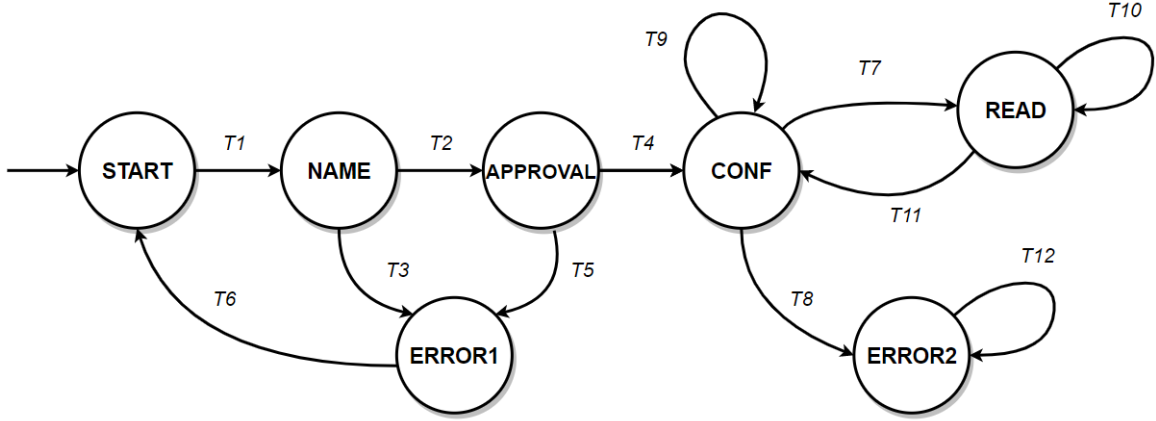 T10
T9
T7
READ
T1
T2
T4
START
NAME
APPROVAL
CONF
T11
T3
T5
T12
T6
T8
ERROR1
ERROR2